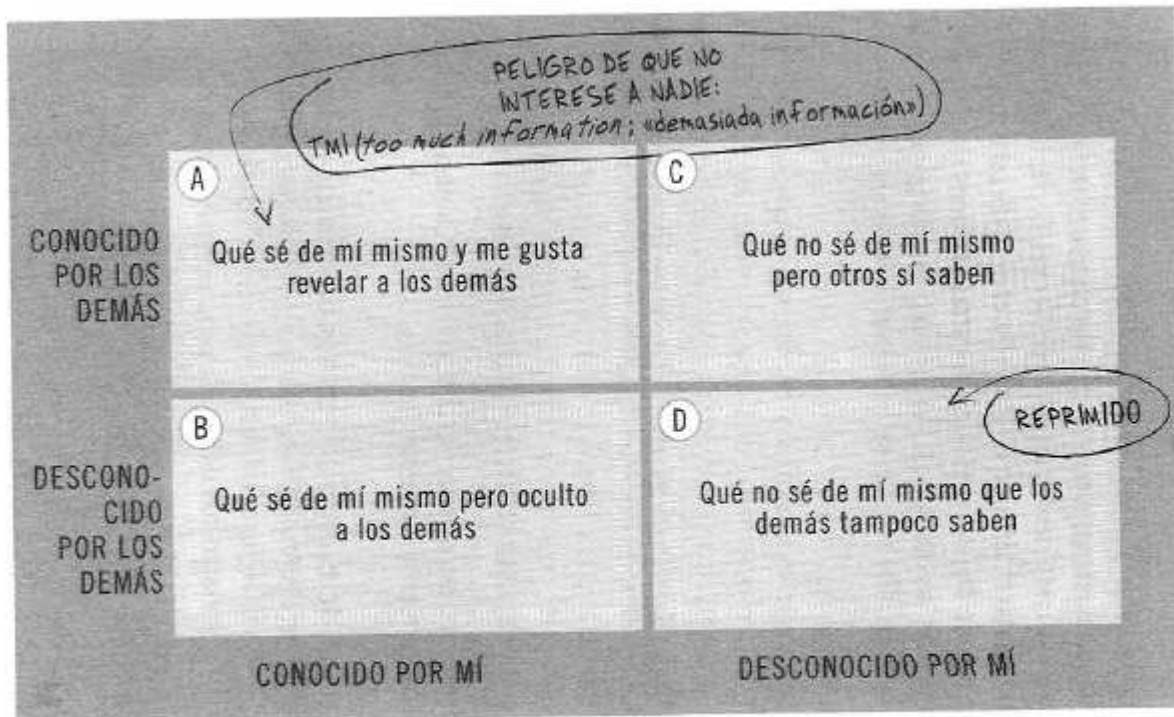 PELIGRO DE QUE NO
INTERESE A NADIE:
TMI (too much information; «demasiada información»)
A
C
CONOCIDO
POR LOS
DEMÁS
Qué sé de mí mismo y me gusta
revelar a los demás
Qué no sé de mí mismo
pero otros sí saben
B
D
REPRIMIDO
DESCONO-
CIDO
POR LOS
DEMÁS
Qué sé de mí mismo pero oculto
a los demás
Qué no sé de mí mismo que los
demás tampoco saben
CONOCIDO POR MÍ
DESCONOCIDO POR MÍ